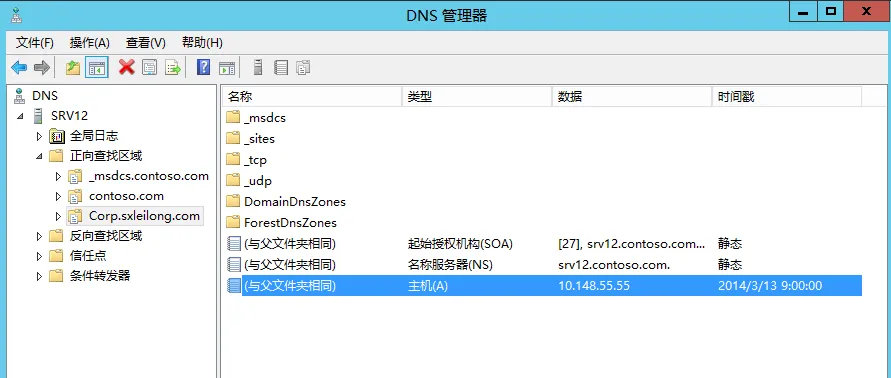 DNS 管理器
文件(F) 操作(A) 查看(V) 帮助(H)
DNS
SRV12
全局日志
正向查找区域
_msdcs.contoso.com
contoso.com
Corp.sxleilong.com
反向查找区域
信任点
条件转发器
名称 类型 数据 时间戳
_msdcs
_sites
_tcp
_udp
DomainDnsZones
ForestDnsZones
(与父文件夹相同) 起始授权机构(SOA) [27], srv12.contoso.com... 静态
(与父文件夹相同) 名称服务器(NS) srv12.contoso.com. 静态
(与父文件夹相同) 主机(A) 10.148.55.55 2014/3/13 9:00:00